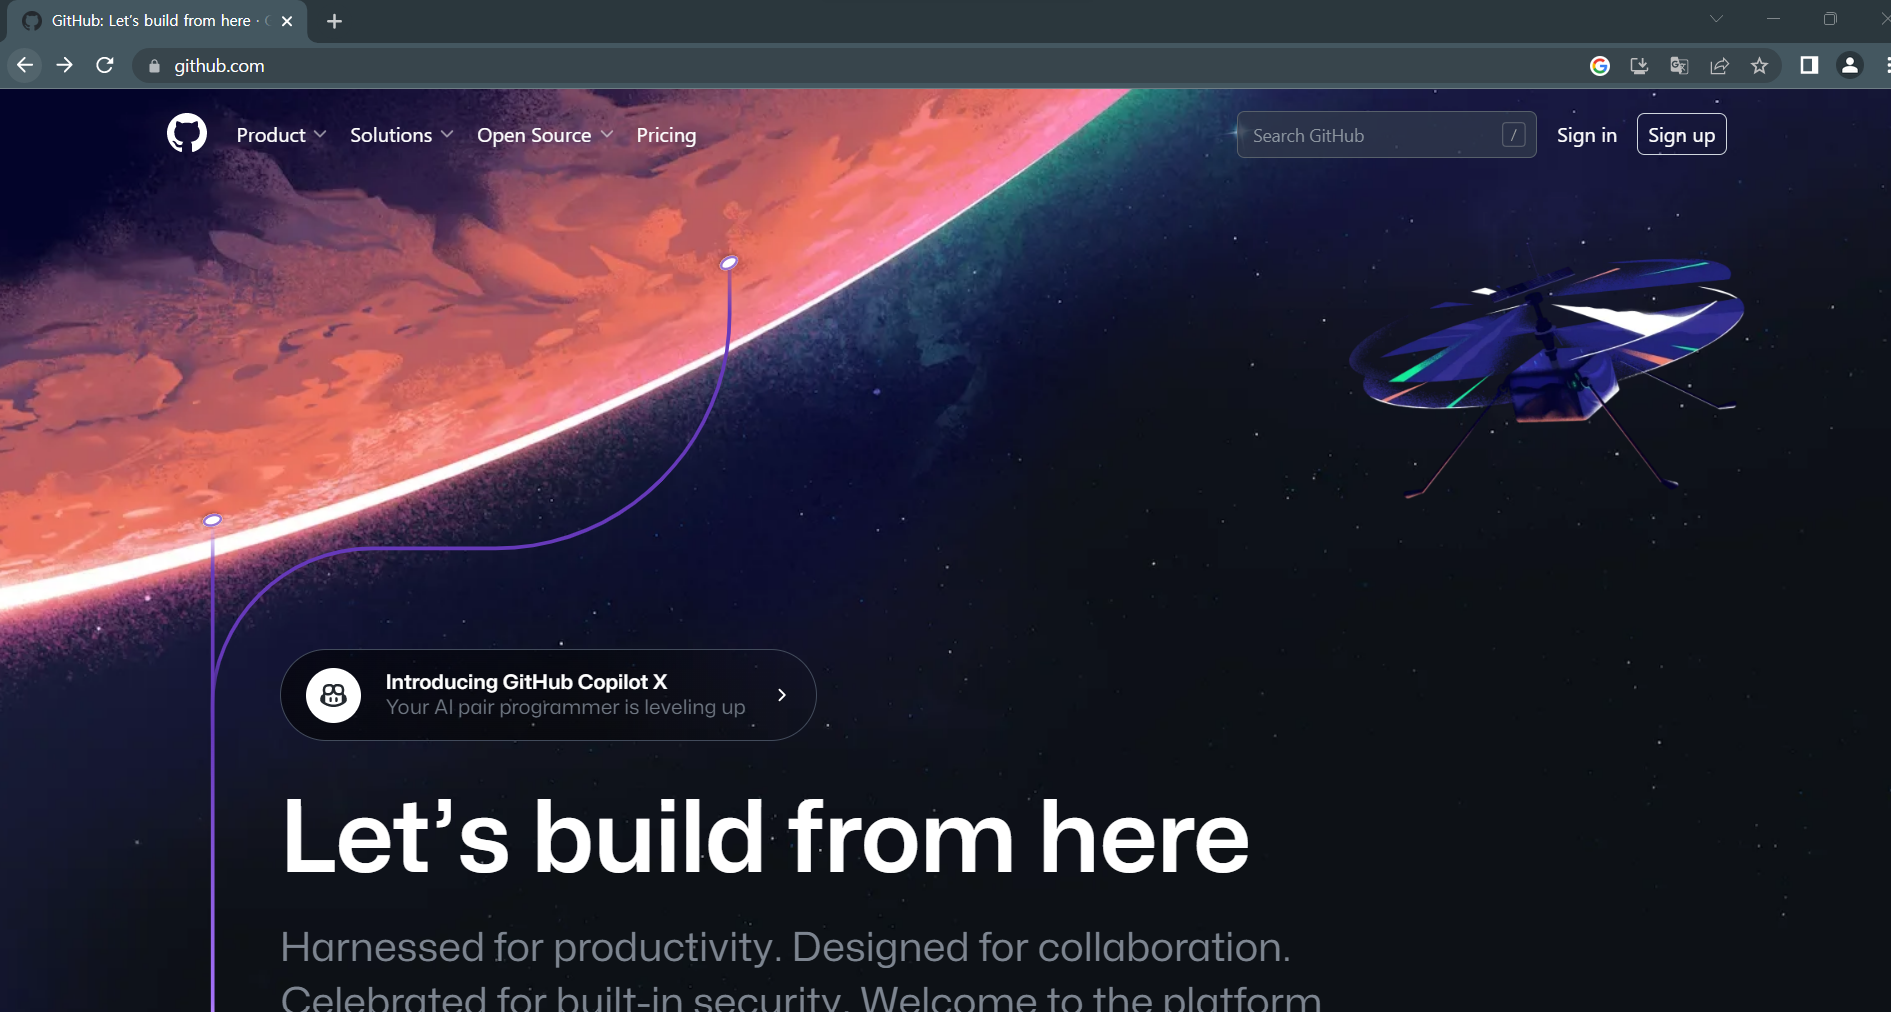 GitHub: Let's build from here ·
github.com
Product
Solutions
Open Source
Pricing
Search GitHub
/
Sign in
Sign up
Introducing GitHub Copilot X
Your AI pair programmer is leveling up
Let's build from here
Harnessed for productivity. Designed for collaboration.
Celebrated for built-in security. Welcome to the platform